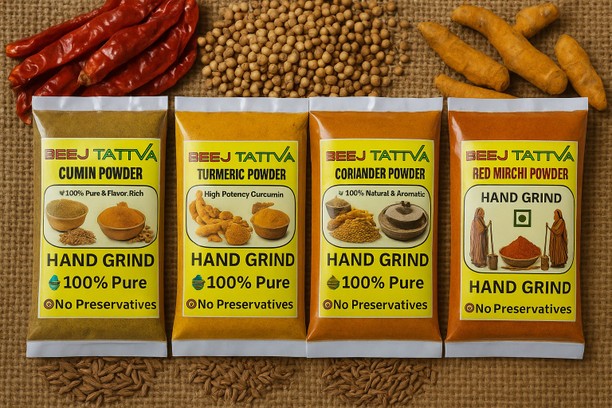 BEEJ TATTVA
CUMIN POWDER
100% Pure & Flavor. Rich
HAND GRIND
100% Pure
No Preservatives
BEEJ TATTVA
TURMERIC POWDER
High Potency Curcumin
HAND GRIND
100% Pure
No Preservatives
BEEJ TATTVA
CORIANDER POWDER
100% Natural & Aromatic
HAND GRIND
100% Pure
No Preservatives
BEEJ TATTVA
RED MIRCHI POWDER
HAND GRIND
HAND GRIND
No Preservatives